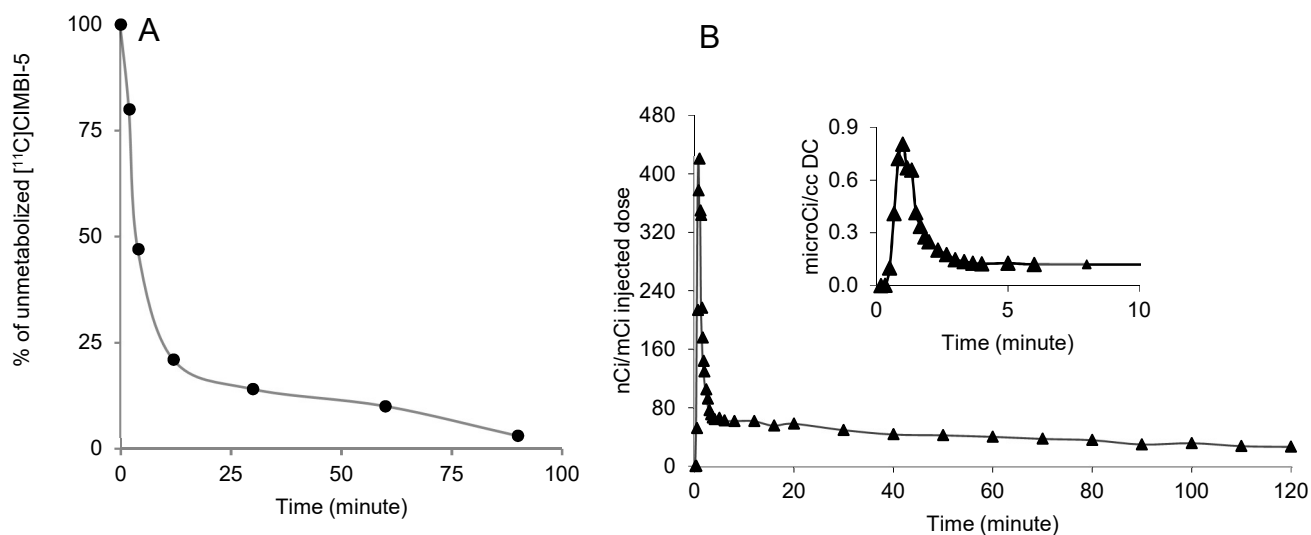 A
% of unmetabolized [¹¹C]CIMBI-5
100
75
50
25
0
0 25 50 75 100
Time (minute)
B
nCi/mCi injected dose
480
400
320
240
160
80
0
0 20 40 60 80 100 120
Time (minute)
microCi/cc DC
0.9
0.6
0.3
0.0
0 5 10
Time (minute)